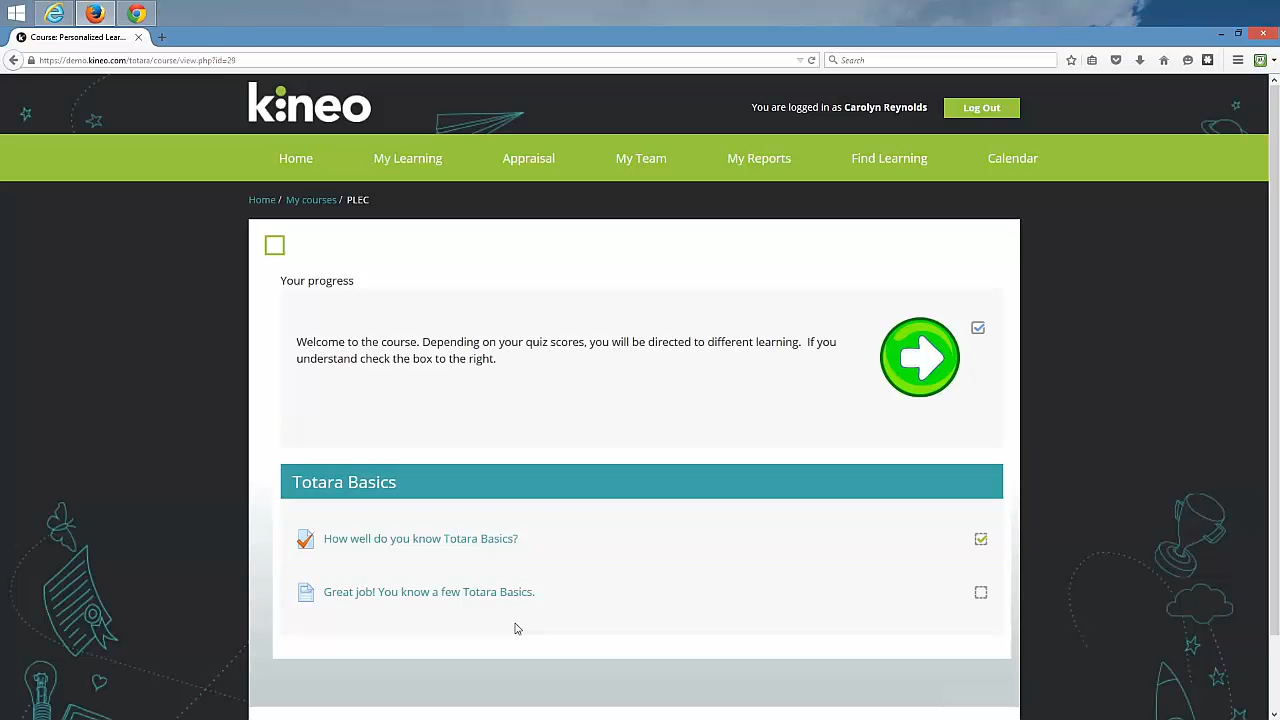 Course: Personalized Lear...
https://demo.kineo.com/totara/course/view.php?id=29
Search
kineo
You are logged in as Carolyn Reynolds
Log Out
Home
My Learning
Appraisal
My Team
My Reports
Find Learning
Calendar
Home / My courses / PLEC
Your progress
Welcome to the course. Depending on your quiz scores, you will be directed to different learning. If you
understand check the box to the right.
Totara Basics
How well do you know Totara Basics?
Great job! You know a few Totara Basics.